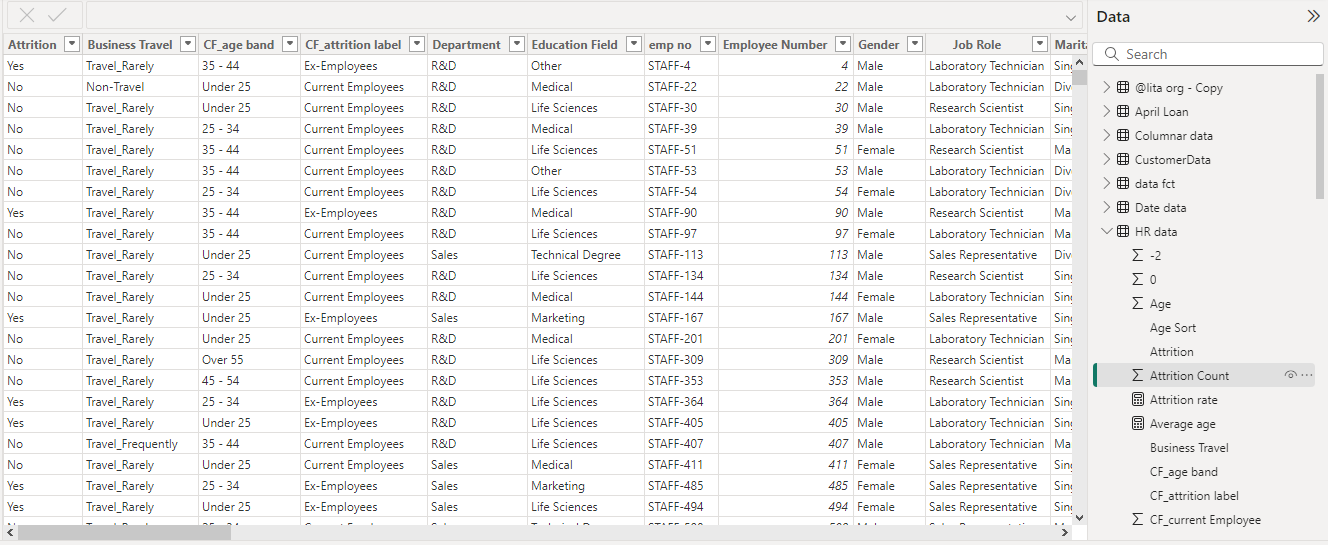 Data
Search
Attrition Business Travel CF_age band CF_attrition label Department Education Field emp no Employee Number Gender Job Role
Yes Travel_Rarely 35 - 44 Ex-Employees R&D Other STAFF-4 4 Male Laboratory Technician Sing
No Non-Travel Under 25 Current Employees R&D Medical STAFF-22 22 Male Laboratory Technician Divo
No Travel_Rarely Under 25 Current Employees R&D Life Sciences STAFF-30 30 Male Research Scientist Sing
No Travel_Rarely 25 - 34 Current Employees R&D Medical STAFF-39 39 Male Laboratory Technician Sing
No Travel_Rarely 35 - 44 Current Employees R&D Life Sciences STAFF-51 51 Female Research Scientist Ma
No Travel_Rarely 35 - 44 Current Employees R&D Other STAFF-53 53 Male Laboratory Technician Divo
No Travel_Rarely 25 - 34 Current Employees R&D Life Sciences STAFF-54 54 Female Laboratory Technician Divo
Yes Travel_Rarely 35 - 44 Ex-Employees R&D Medical STAFF-90 90 Male Research Scientist Ma
No Travel_Rarely 35 - 44 Current Employees R&D Life Sciences STAFF-97 97 Female Laboratory Technician Ma
No Travel_Rarely Under 25 Current Employees Sales Technical Degree STAFF-113 113 Male Sales Representative Divo
No Travel_Rarely 25 - 34 Current Employees R&D Life Sciences STAFF-134 134 Male Research Scientist Sing
No Travel_Rarely Under 25 Current Employees R&D Medical STAFF-144 144 Female Laboratory Technician Sing
Yes Travel_Rarely Under 25 Ex-Employees Sales Marketing STAFF-167 167 Male Sales Representative Sing
No Travel_Rarely Under 25 Current Employees R&D Medical STAFF-201 201 Female Laboratory Technician Sing
No Travel_Rarely Over 55 Current Employees R&D Life Sciences STAFF-309 309 Male Research Scientist Ma
No Travel_Rarely 45 - 54 Current Employees R&D Life Sciences STAFF-353 353 Male Research Scientist Ma
Yes Travel_Rarely 25 - 34 Ex-Employees R&D Life Sciences STAFF-364 364 Male Laboratory Technician Sing
Yes Travel_Rarely Under 25 Ex-Employees R&D Life Sciences STAFF-405 405 Male Laboratory Technician Sing
No Travel_Frequently 35 - 44 Current Employees R&D Life Sciences STAFF-407 407 Male Laboratory Technician Ma
No Travel_Rarely Under 25 Current Employees Sales Medical STAFF-411 411 Female Sales Representative Sing
Yes Travel_Rarely 25 - 34 Ex-Employees Sales Marketing STAFF-485 485 Female Sales Representative Sing
Yes Travel_Rarely Under 25 Ex-Employees Sales Life Sciences STAFF-494 494 Female Sales Representative Sing
@lita org - Copy
April Loan
Columnar data
CustomerData
data fct
Date data
HR data
-2
0
Age
Age Sort
Attrition
Attrition Count
Attrition rate
Average age
Business Travel
CF_age band
CF_attrition label
CF_current Employee